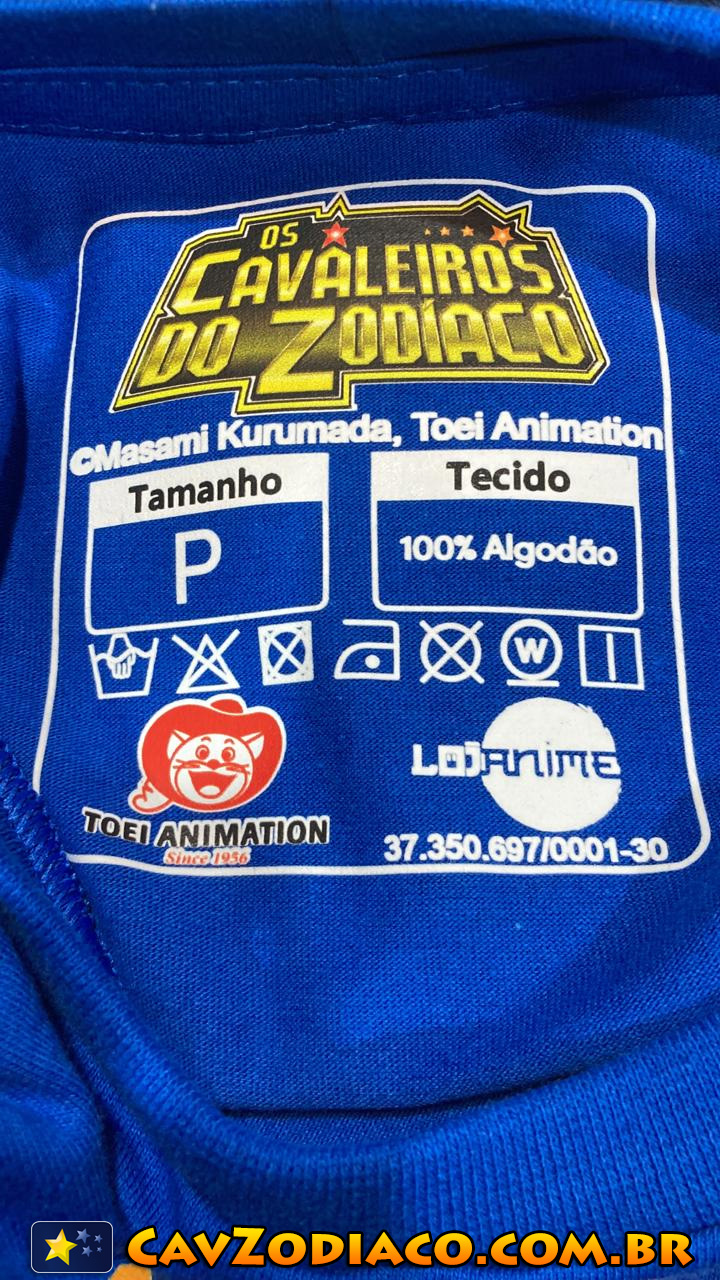 OS
CAVALEIROS
DO ZODÍACO
©Masami Kurumada, Toei Animation
Tamanho
P
Tecido
100% Algodão
W
LOJANIME
TOEI ANIMATION
Since 1956
37.350.697/0001-30
CAVZODIACO.COM.BR